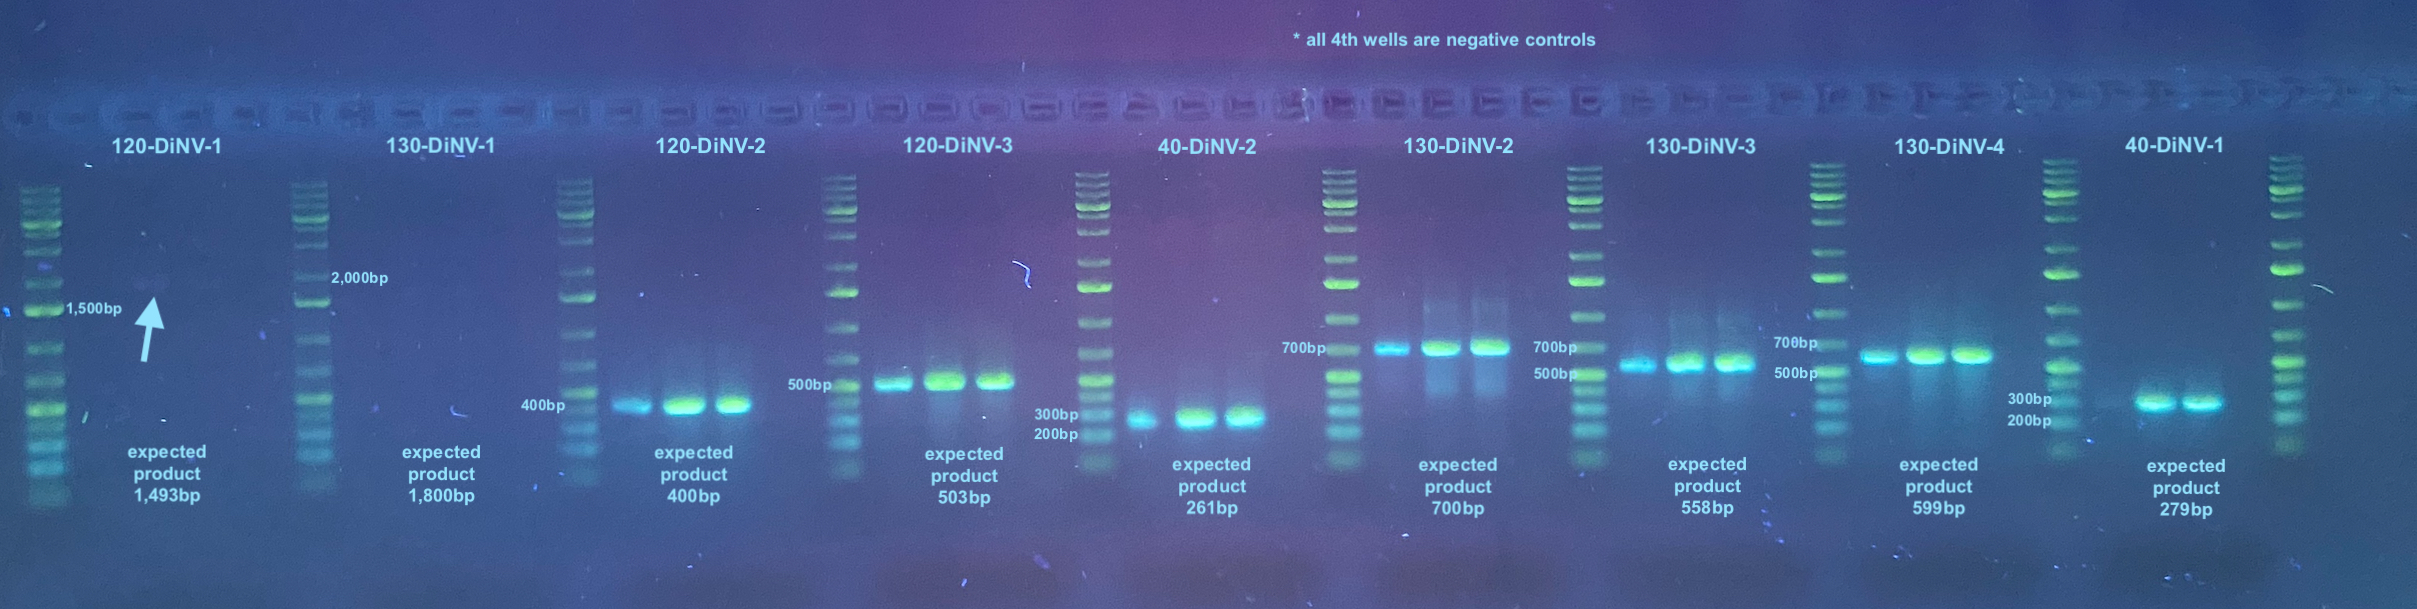 * all 4th wells are negative controls
120-DiNV-1
130-DiNV-1
120-DiNV-2
120-DiNV-3
40-DiNV-2
130-DiNV-2
130-DiNV-3
130-DiNV-4
40-DiNV-1
1,500bp
2,000bp
400bp
500bp
300bp
200bp
700bp
700bp
500bp
700bp
500bp
300bp
200bp
expected
product
1,493bp
expected
product
1,800bp
expected
product
400bp
expected
product
503bp
expected
product
261bp
expected
product
700bp
expected
product
558bp
expected
product
599bp
expected
product
279bp